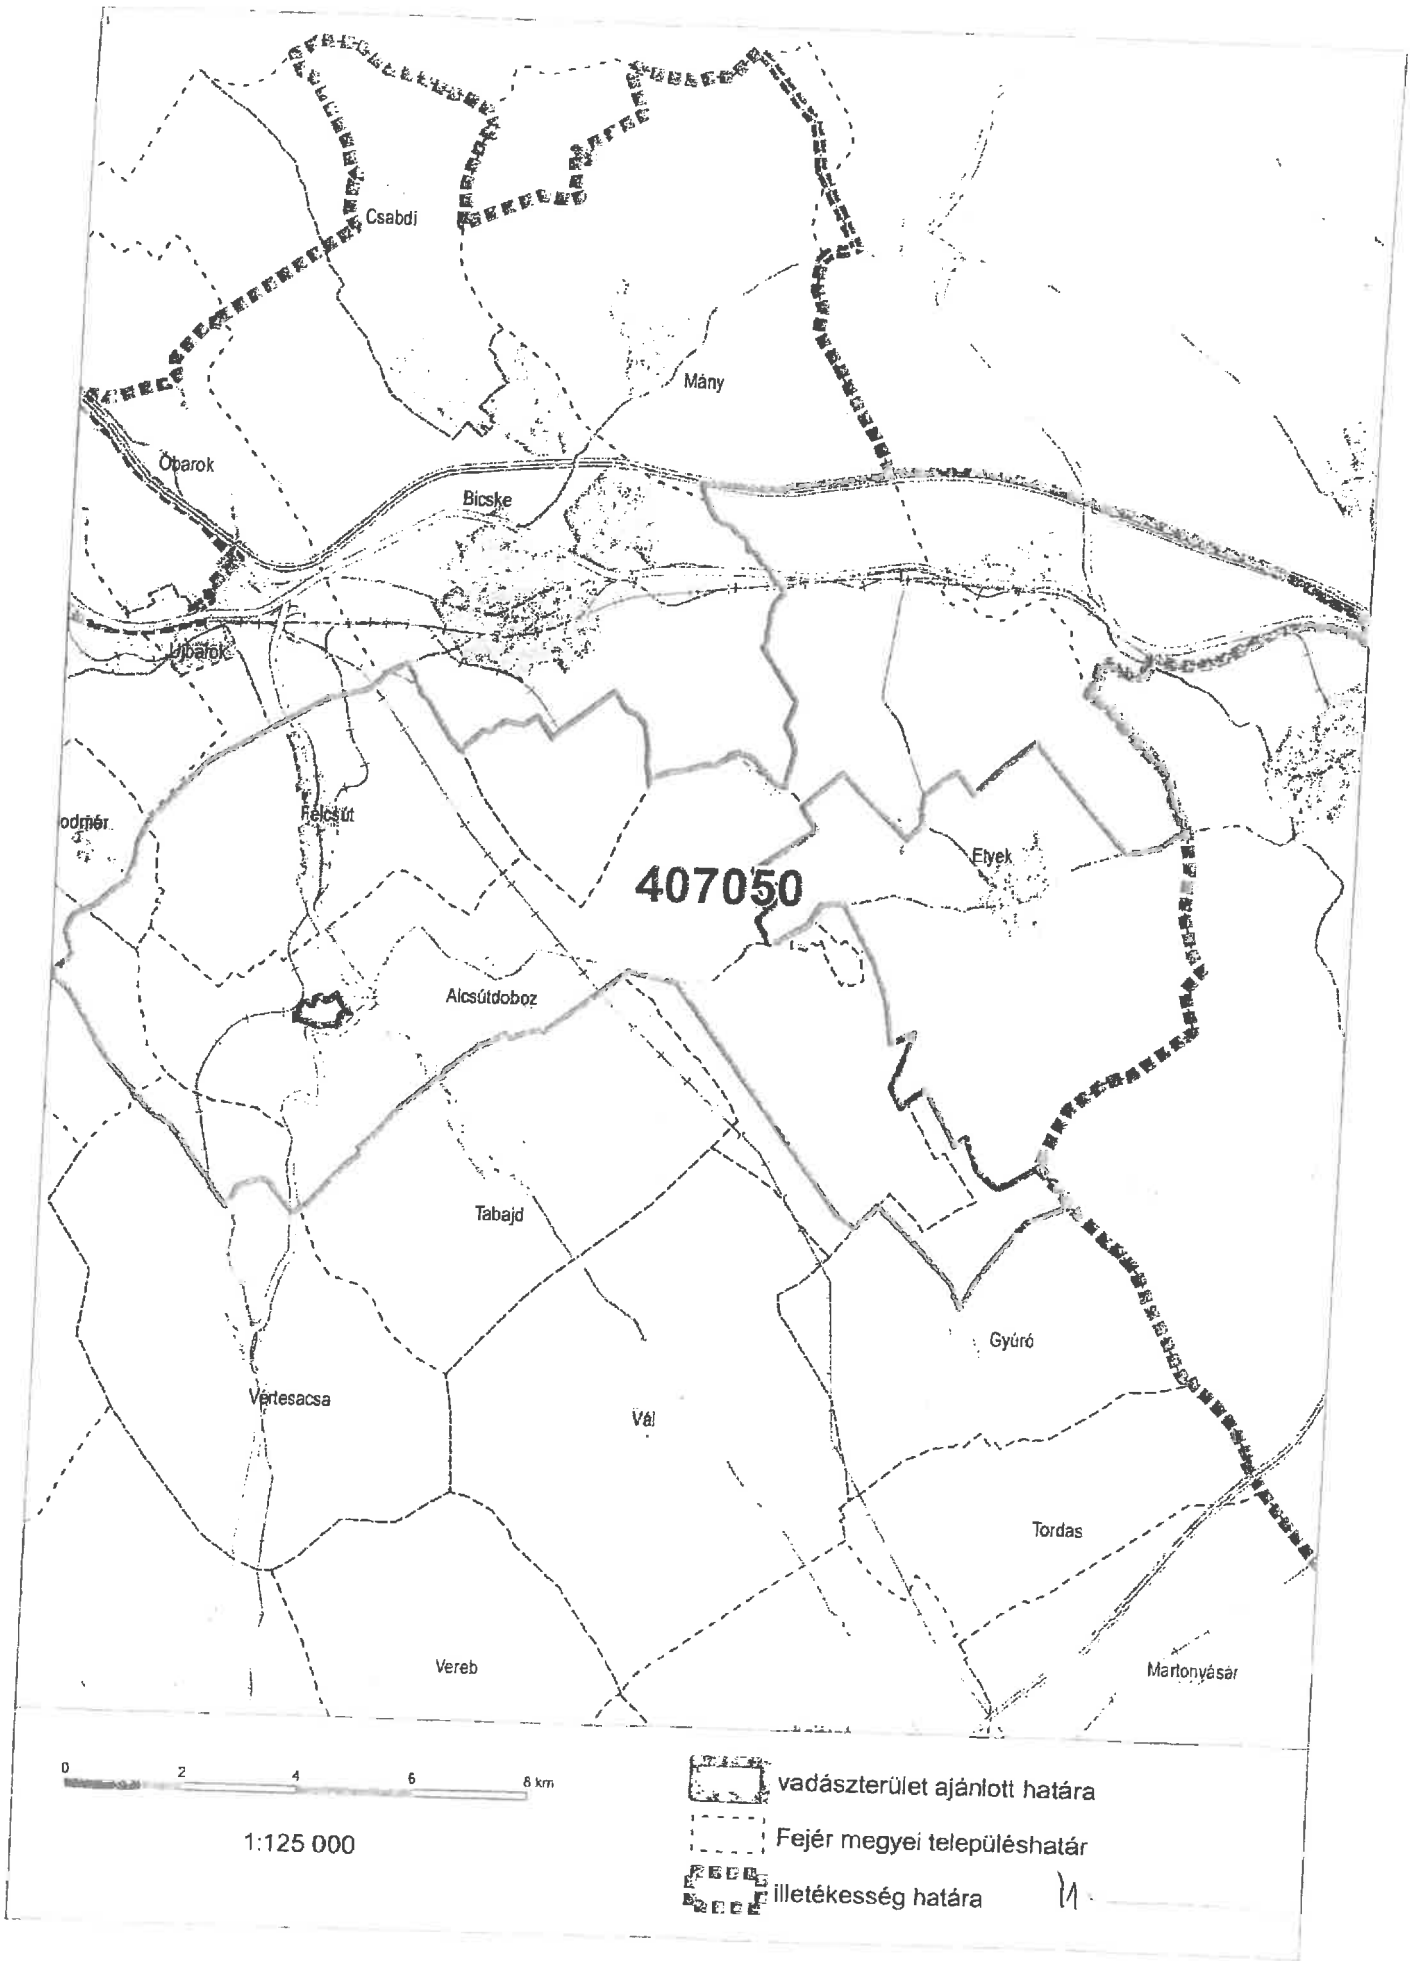 Csabdi
Mány
Óbarok
Bicske
Újbarok
Felcsút
odmér
Etyek
407050
Alcsútdoboz
Tabajd
Gyúró
Vértesacsa
Vál
Tordas
Vereb
Martonvásár
0 2 4 6 8 km
1:125 000
vadászterület ajánlott határa
Fejér megyei településhatár
illetékesség határa